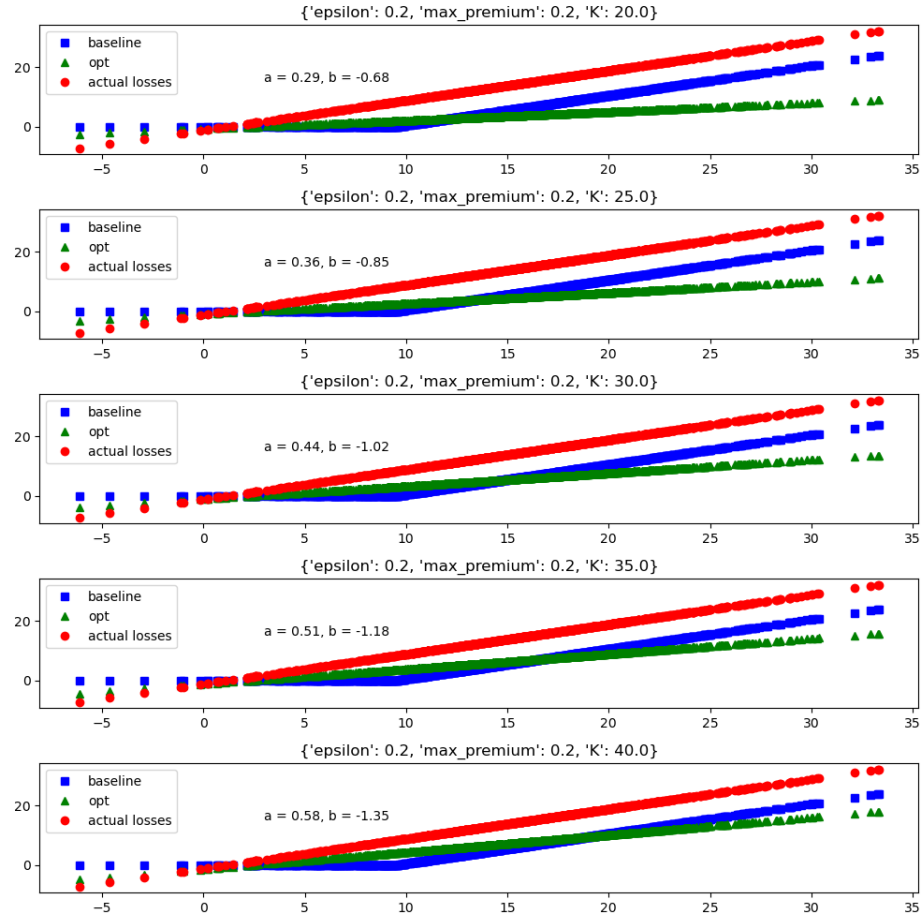 {'epsilon': 0.2, 'max_premium': 0.2, 'K': 20.0}
baseline
opt
actual losses
a = 0.29, b = -0.68
20
0
−5 0 5 10 15 20 25 30 35
{'epsilon': 0.2, 'max_premium': 0.2, 'K': 25.0}
baseline
opt
actual losses
a = 0.36, b = -0.85
20
0
−5 0 5 10 15 20 25 30 35
{'epsilon': 0.2, 'max_premium': 0.2, 'K': 30.0}
baseline
opt
actual losses
a = 0.44, b = -1.02
20
0
−5 0 5 10 15 20 25 30 35
{'epsilon': 0.2, 'max_premium': 0.2, 'K': 35.0}
baseline
opt
actual losses
a = 0.51, b = -1.18
20
0
−5 0 5 10 15 20 25 30 35
{'epsilon': 0.2, 'max_premium': 0.2, 'K': 40.0}
baseline
opt
actual losses
a = 0.58, b = -1.35
20
0
−5 0 5 10 15 20 25 30 35